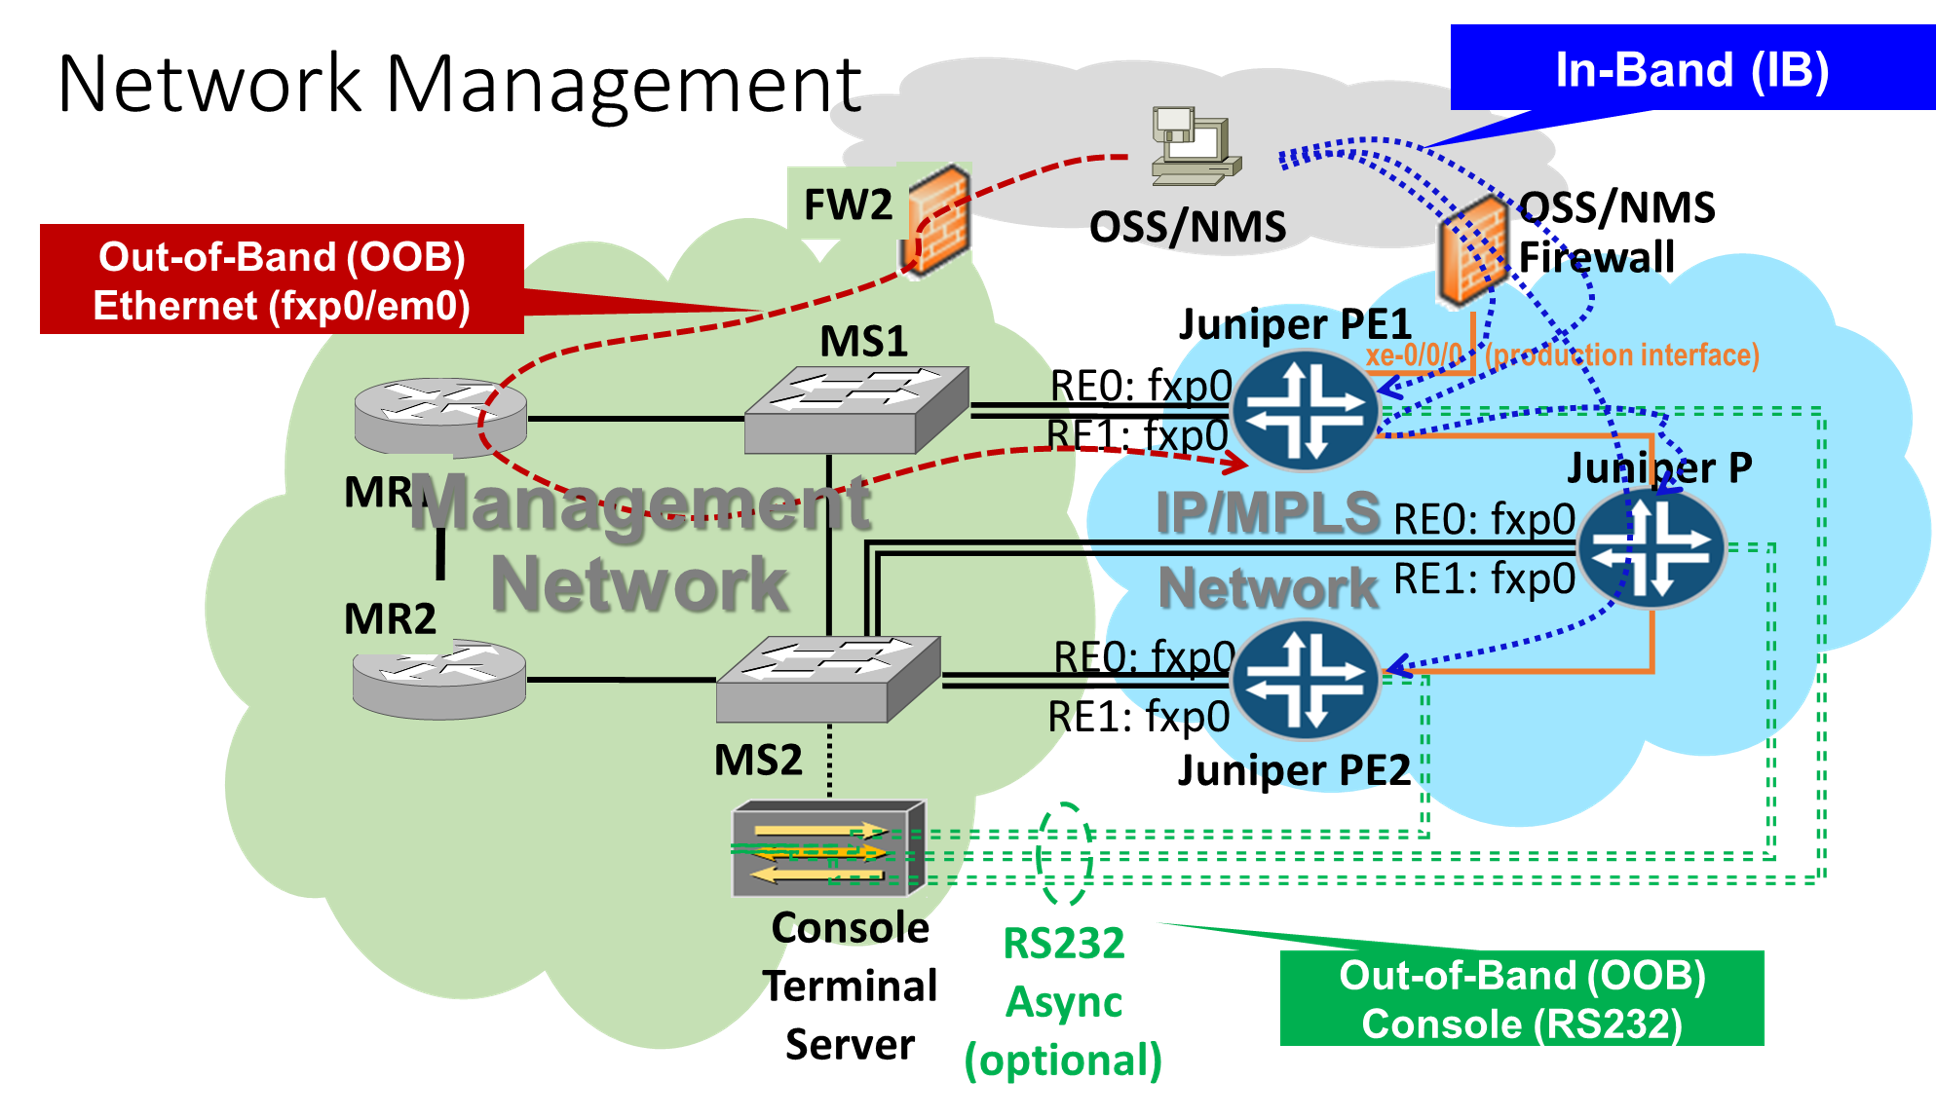 Network Management
In-Band (IB)
FW2
OSS/NMS
OSS/NMS
Firewall
Out-of-Band (OOB)
Ethernet (fxp0/em0)
MS1
Juniper PE1
xe-0/0/0 (production interface)
RE0: fxp0
RE1: fxp0
MR1
Management
Network
IP/MPLS
Network
Juniper P
RE0: fxp0
RE1: fxp0
MR2
RE0: fxp0
RE1: fxp0
MS2
Juniper PE2
Console
Terminal
Server
RS232
Async
(optional)
Out-of-Band (OOB)
Console (RS232)